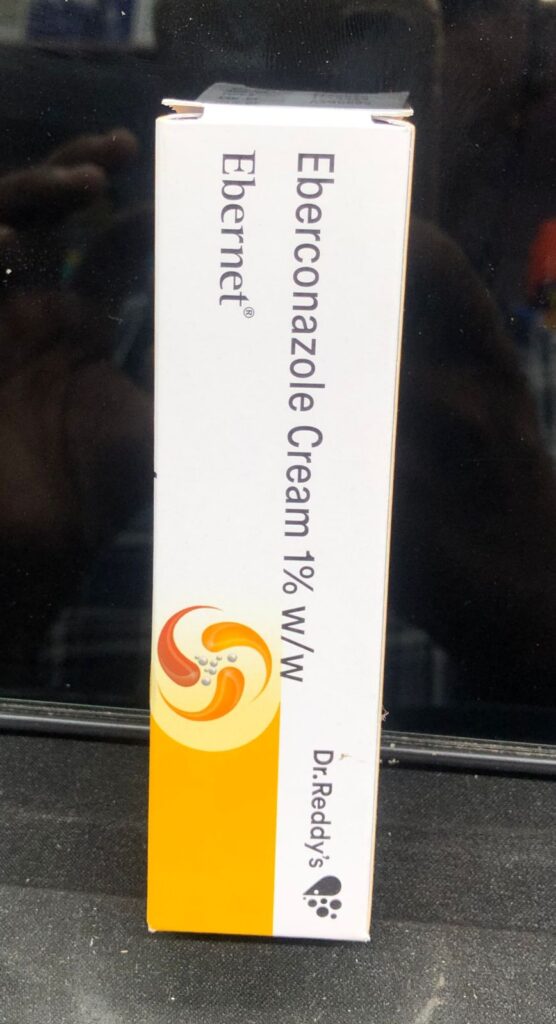 Eberconazole Cream 1% w/w
Ebernet®
Dr.Reddy's